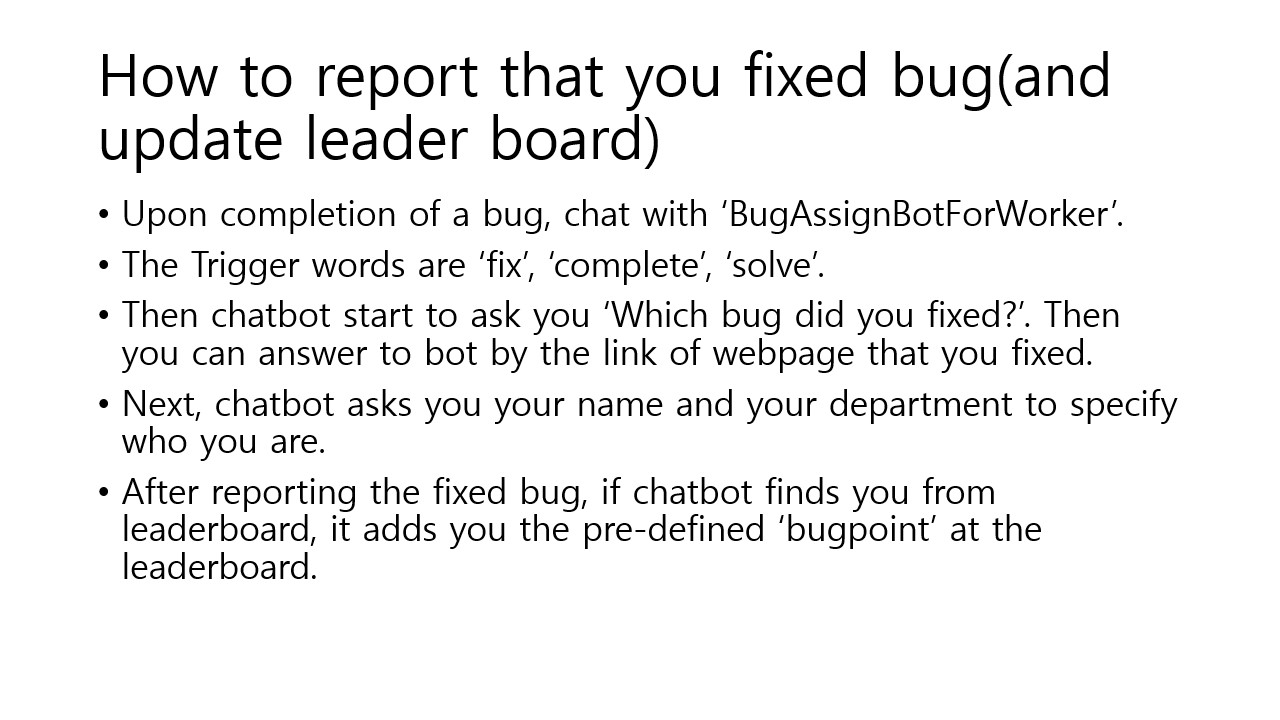 How to report that you fixed bug(and
update leader board)
• Upon completion of a bug, chat with ‘BugAssignBotForWorker’.
• The Trigger words are ‘fix’, ‘complete’, ‘solve’.
• Then chatbot start to ask you ‘Which bug did you fixed?’. Then
you can answer to bot by the link of webpage that you fixed.
• Next, chatbot asks you your name and your department to specify
who you are.
• After reporting the fixed bug, if chatbot finds you from
leaderboard, it adds you the pre-defined ‘bugpoint’ at the
leaderboard.